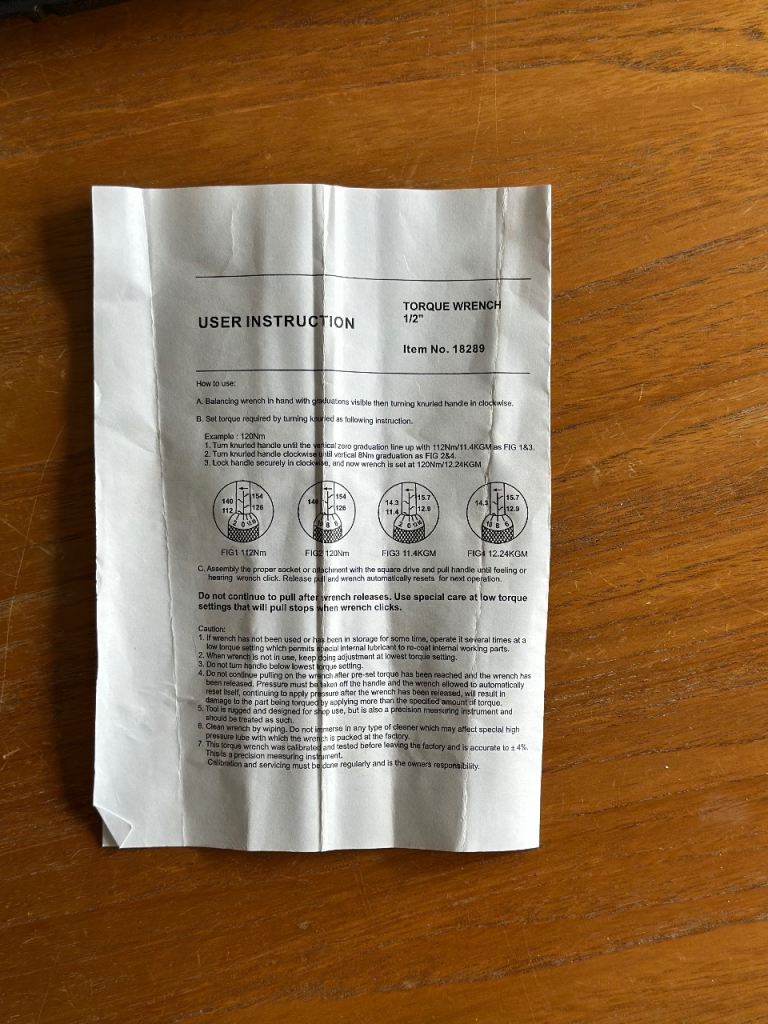 USER INSTRUCTION
TORQUE WRENCH
1/2"
Item No. 18289
How to use:
A. Balancing wrench in hand with graduations visible then turning knurled handle in clockwise.
B. Set torque required by turning knurled as following instruction.
Example : 120Nm
1. Turn knurled handle until the vertical zero graduation line up with 112Nm/11.4KGM as FIG 1&3.
2. Turn knurled handle clockwise until vertical 8Nm graduation as FIG 2&4.
3. Lock handle securely in clockwise, and now wrench is set at 120Nm/12.24KGM
140 154
112 126
2 0
140 154
126
10 8 6
14.3 15.7
11.4 12.9
2 0
14.3 15.7
12.9
10 8 6
FIG1 112Nm
FIG2 120Nm
FIG3 11.4KGM
FIG4 12.24KGM
C. Assembly the proper socket or attachment with the square drive and pull handle until feeling or
hearing wrench click. Release pull and wrench automatically resets for next operation.
Do not continue to pull after wrench releases. Use special care at low torque
settings that will pull stops when wrench clicks.
Caution:
1. If wrench has not been used or has been in storage for some time, operate it several times at a
low torque setting which permits special internal lubricant to re-coat internal working parts.
2. When wrench is not in use, keep doing adjustment at lowest torque setting.
3. Do not turn handle below lowest torque setting.
4. Do not continue pulling on the wrench after pre-set torque has been reached and the wrench has
been released. Pressure must be taken off the handle and the wrench allowed to automatically
reset itself, continuing to apply pressure after the wrench has been released, will result in
damage to the part being torqued by applying more than the specified amount of torque.
5. Tool is rugged and designed for shop use, but is also a precision measuring instrument and
should be treated as such.
6. Clean wrench by wiping. Do not immerse in any type of cleaner which may affect special high
pressure lube with which the wrench is packed at the factory.
7. This torque wrench was calibrated and tested before leaving the factory and is accurate to ± 4%.
This is a precision measuring instrument.
Calibration and servicing must be done regularly and is the owners responsibility.